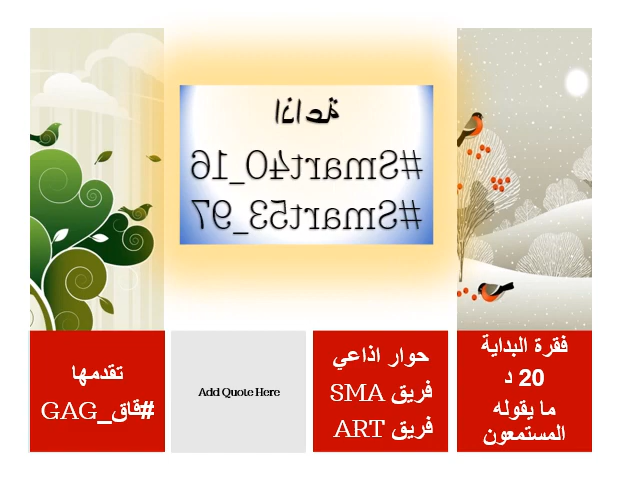 اذاعة
#Smart40_16
#Smart53_97
فقرة البداية
20 د
ما يقوله
المستمعون
حوار اذاعي
فريق SMA
فريق ART
Add Quote Here
تقدمها
#قاق_GAG